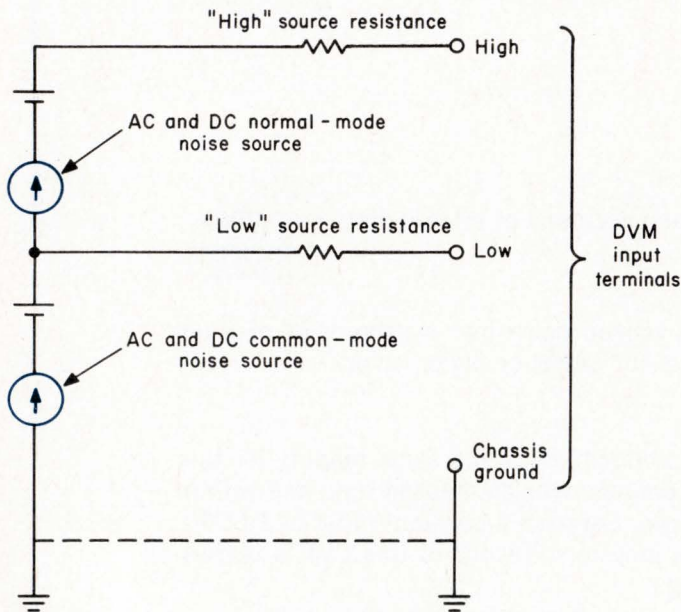 "High" source resistance
High
AC and DC normal-mode
noise source
"Low" source resistance
Low
DVM
input
terminals
AC and DC common-mode
noise source
Chassis
ground